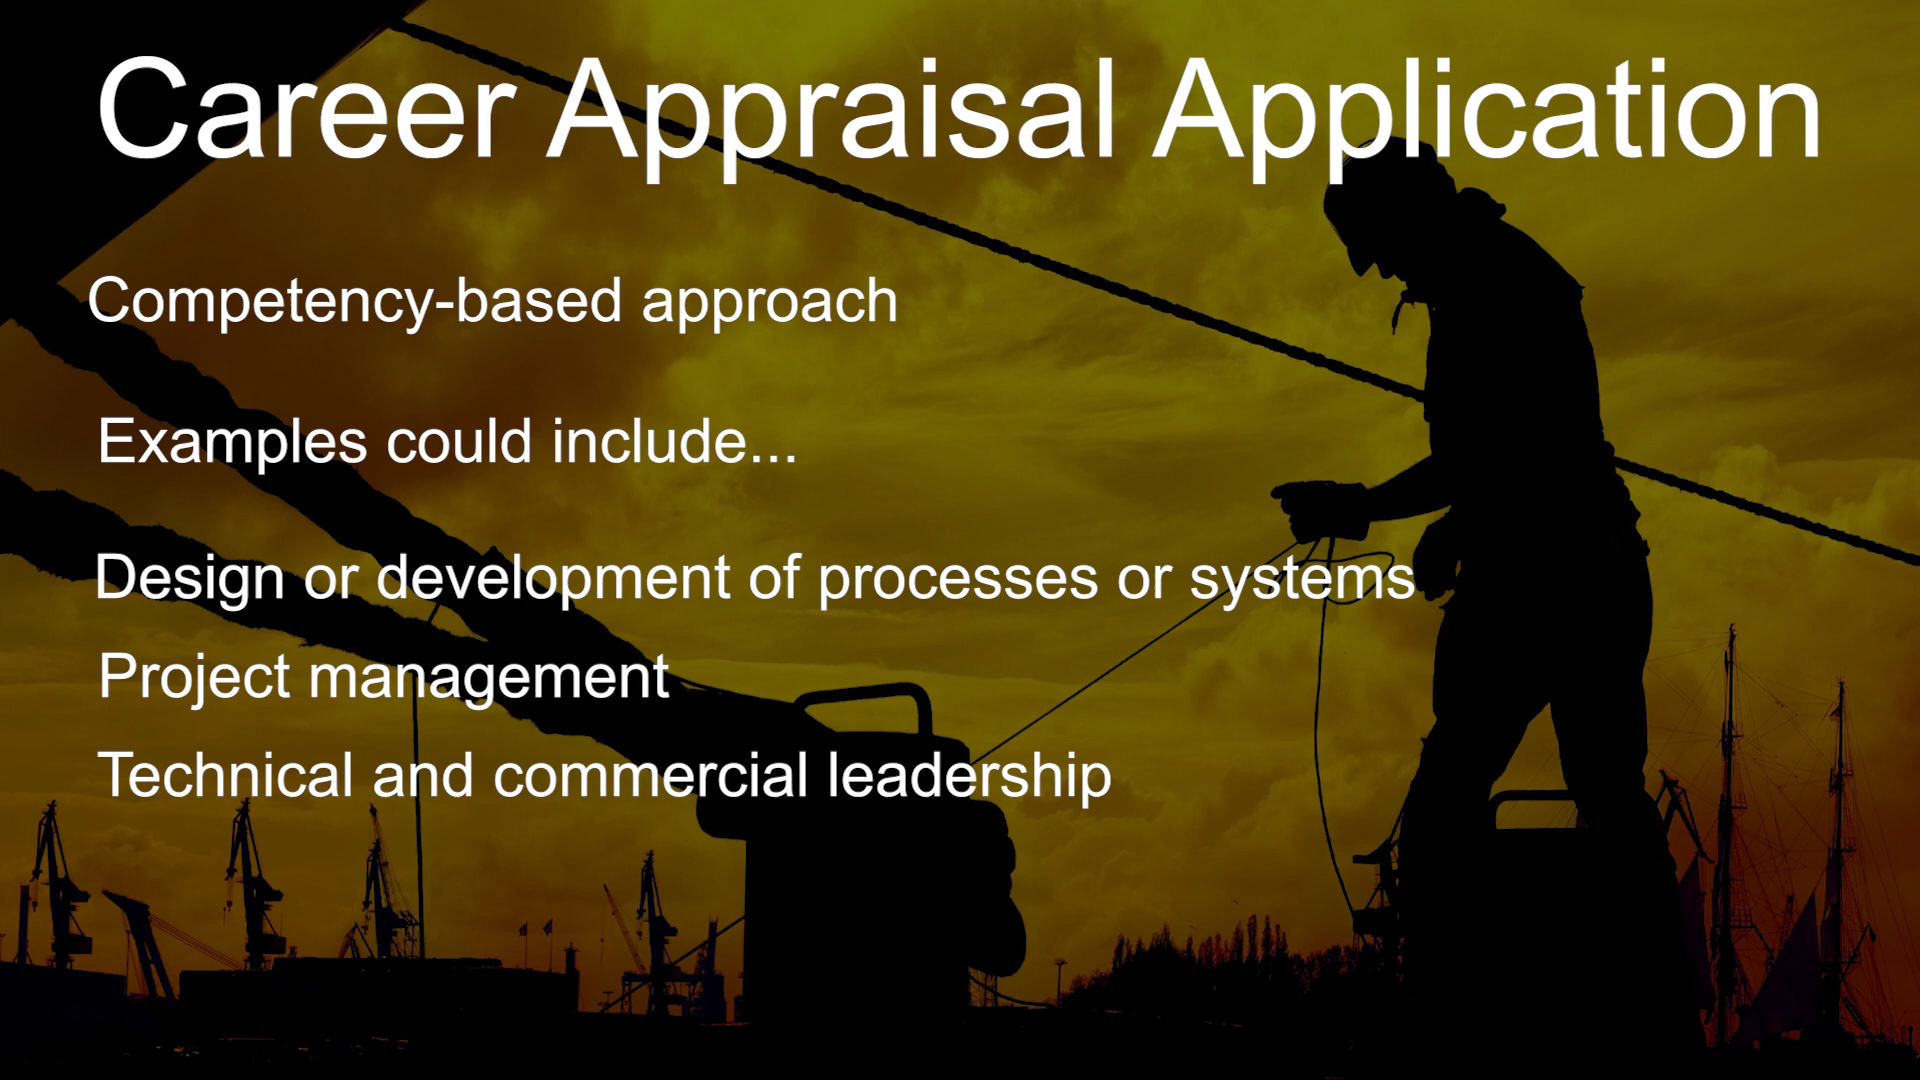 Career Appraisal Application
Competency-based approach
Examples could include...
Design or development of processes or systems
Project management
Technical and commercial leadership